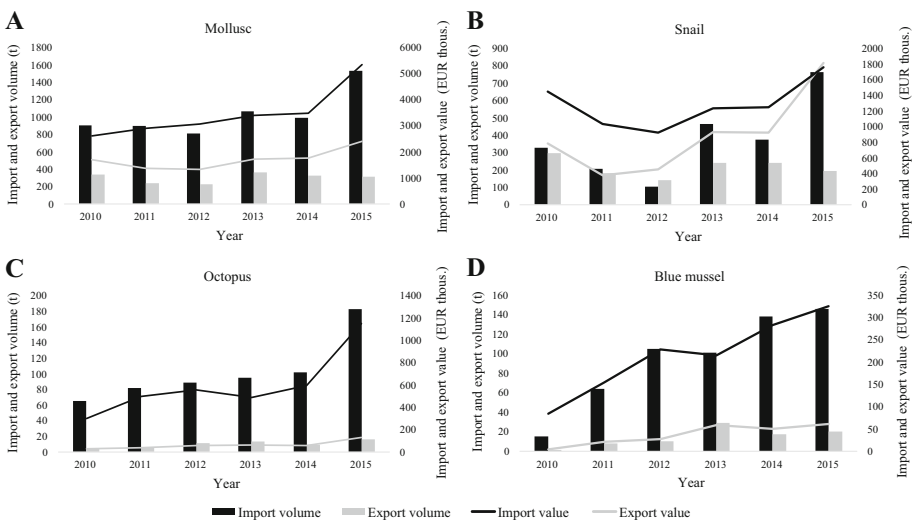 A
Mollusc
Import and export volume (t)
1800
1600
1400
1200
1000
800
600
400
200
0
6000
5000
4000
3000
2000
1000
0
Import and export value (EUR thous.)
2010 2011 2012 2013 2014 2015
Year
B
Snail
Import and export volume (t)
900
800
700
600
500
400
300
200
100
0
2000
1800
1600
1400
1200
1000
800
600
400
200
0
Import and export value (EUR thous.)
2010 2011 2012 2013 2014 2015
Year
C
Octopus
Import and export volume (t)
200
180
160
140
120
100
80
60
40
20
0
1400
1200
1000
800
600
400
200
0
Import and export value (EUR thous.)
2010 2011 2012 2013 2014 2015
Year
D
Blue mussel
Import and export volume (t)
160
140
120
100
80
60
40
20
0
350
300
250
200
150
100
50
0
Import and export value (EUR thous.)
2010 2011 2012 2013 2014 2015
Year
Import volume Export volume Import value Export value